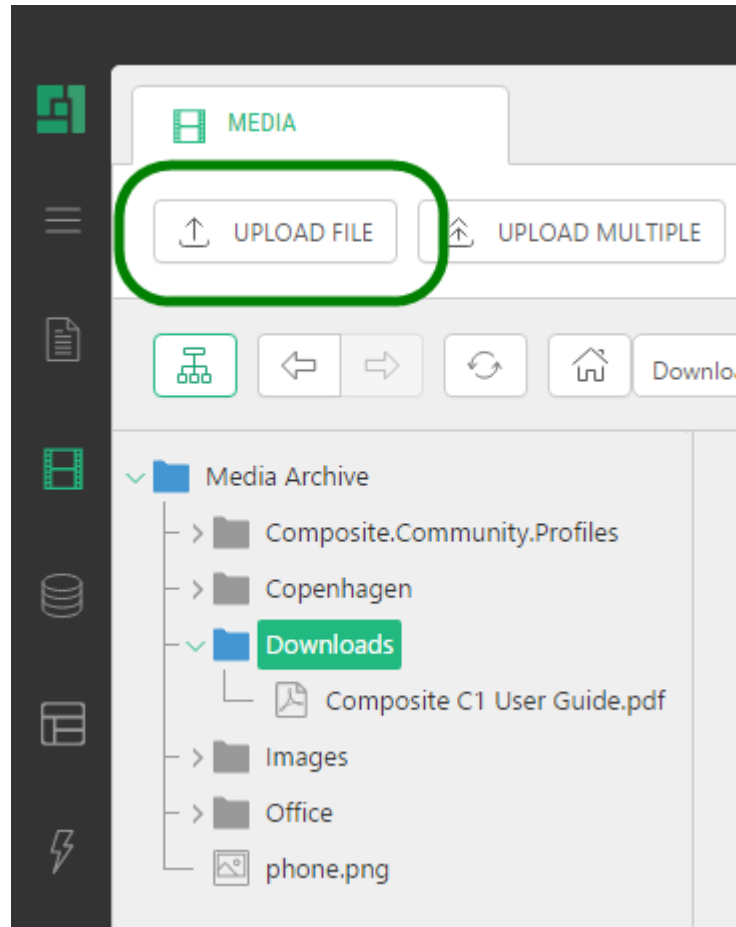 MEDIA
UPLOAD FILE UPLOAD MULTIPLE
Media Archive
Composite.Community.Profiles
Copenhagen
Downloads
Composite C1 User Guide.pdf
Images
Office
phone.png